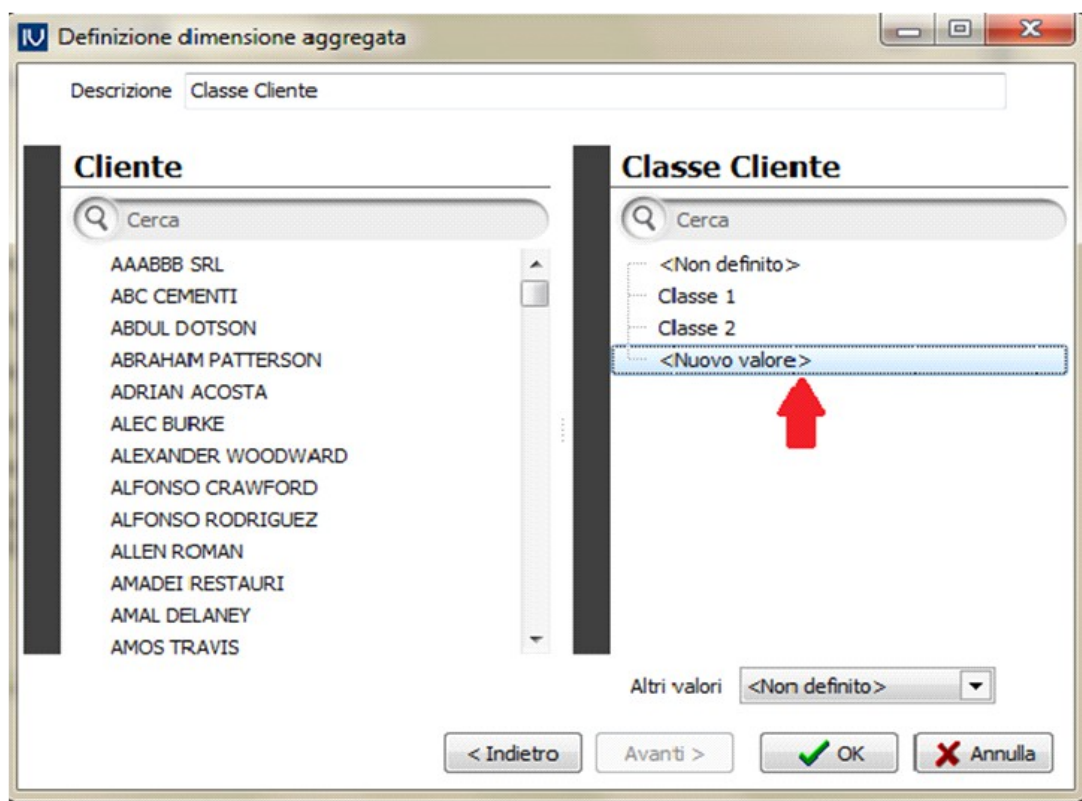 IU Definizione dimensione aggregata
Descrizione Classe Cliente
Cliente
Cerca
AAABBB SRL
ABC CEMENTI
ABDUL DOTSON
ABRAHAM PATTERSON
ADRIAN ACOSTA
ALEC BURKE
ALEXANDER WOODWARD
ALFONSO CRAWFORD
ALFONSO RODRIGUEZ
ALLEN ROMAN
AMADEI RESTAURI
AMAL DELANEY
AMOS TRAVIS
Classe Cliente
Cerca
<Non definito>
Classe 1
Classe 2
<Nuovo valore>
Altri valori <Non definito>
< Indietro Avanti > OK Annulla